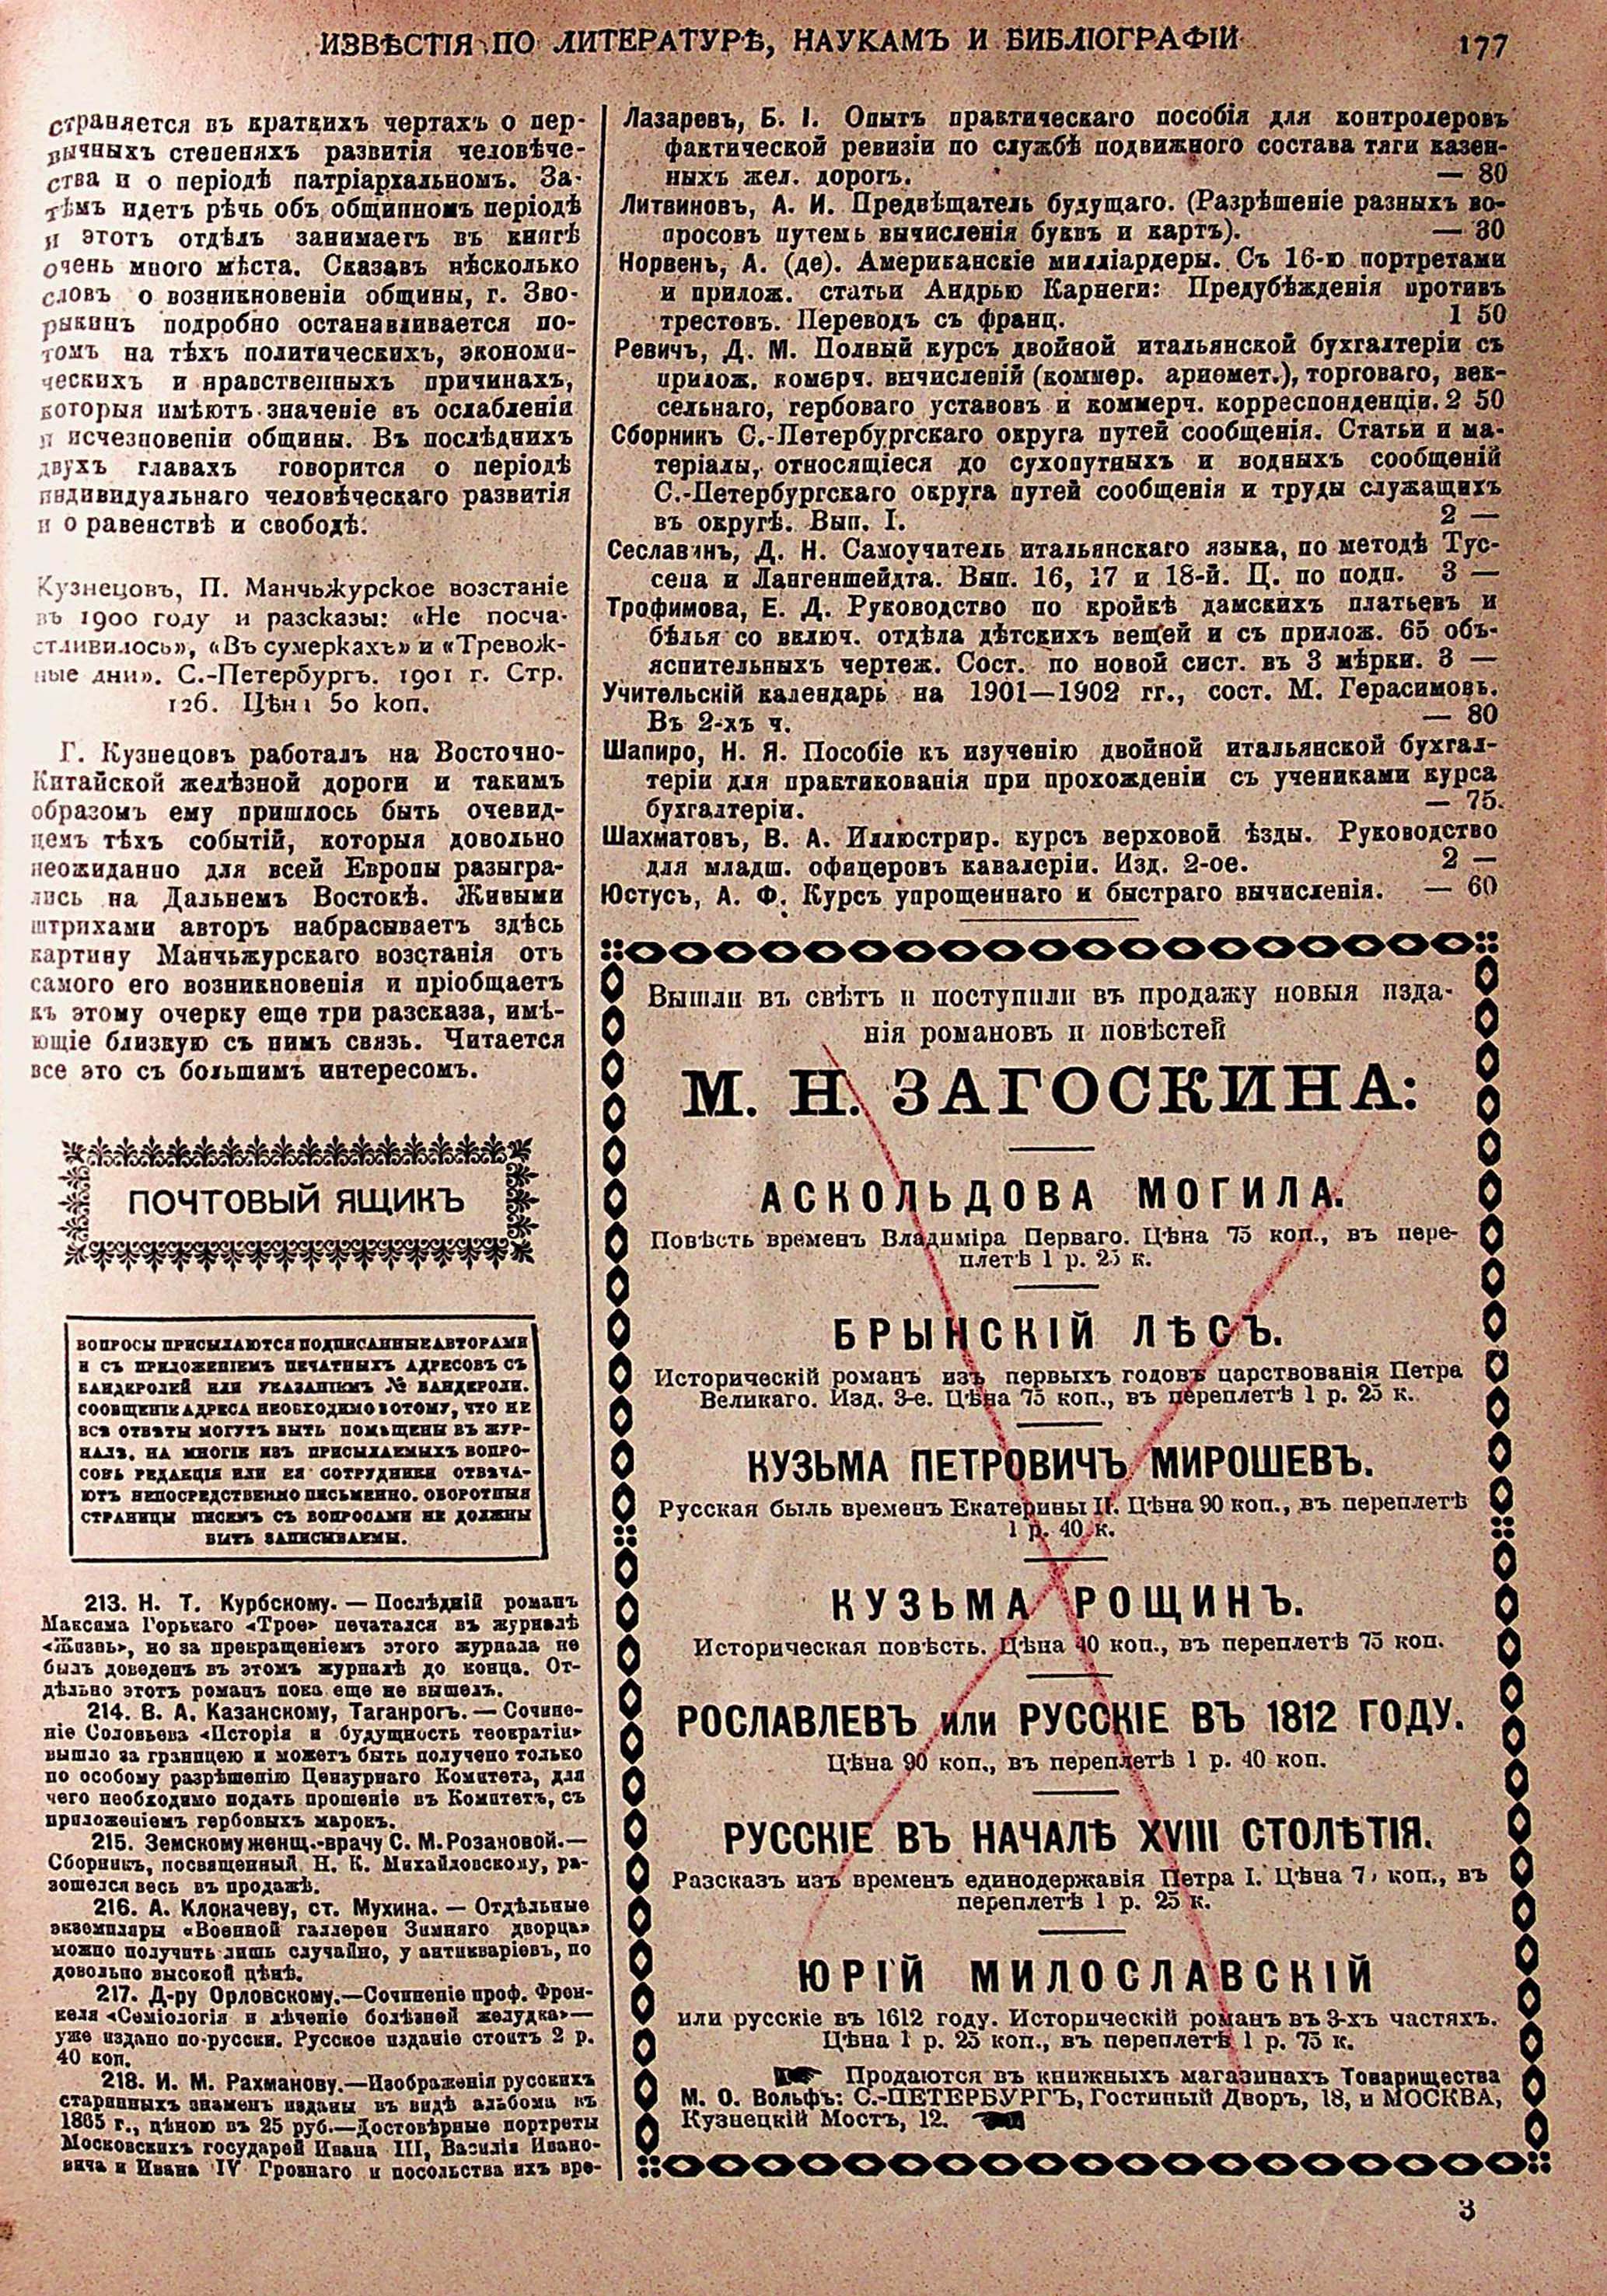 ИЗВѢСТІЯ ПО ЛИТЕРАТУРѢ, НАУКАМЪ И БИБЛІОГРАФІИ
177
страняется въ краткихъ чертахъ о пер-
вычныхъ степеняхъ развитія человѣче-
ства и о періодѣ патріархальномъ. За-
тѣмъ идетъ рѣчь объ общинномъ періодѣ
и этотъ отдѣлъ занимаетъ въ книгѣ
очень много мѣста. Сказавъ нѣсколько
словъ о возникновеніи общины, г. Зво-
рыкинъ подробно останавливается по-
томъ на тѣхъ политическихъ, экономи-
ческихъ и нравственныхъ причинахъ,
которыя имѣютъ значеніе въ ослабленіи
и исчезновеніи общины. Въ послѣднихъ
двухъ главахъ говорится о періодѣ
индивидуальнаго человѣческаго развитія
и о равенствѣ и свободѣ.
Кузнецовъ, П. Манчьжурское возстаніе
въ 1900 году и разсказы: «Не посча-
стливилось», «Въ сумеркахъ» и «Тревож-
ные дни». С.-Петербургъ. 1901 г. Стр.
126. Цѣна 50 коп.
Г. Кузнецовъ работалъ на Восточно-
Китайской желѣзной дороги и такимъ
образомъ ему пришлось быть очевид-
цемъ тѣхъ событій, которыя довольно
неожиданно для всей Европы разыгра-
лись на Дальнемъ Востокѣ. Живыми
штрихами авторъ набрасываетъ здѣсь
картину Манчьжурскаго возстанія отъ
самого его возникновенія и пріобщаетъ
къ этому очерку еще три разсказа, имѣ-
ющіе близкую съ нимъ связь. Читается
все это съ большимъ интересомъ.
ПОЧТОВЫЙ ЯЩИКЪ
ВОПРОСЫ ПРИСЫЛАЮТСЯ ПОДПИСАННЫЕ АВТОРАМИ
И СЪ ПРИЛОЖЕНІЕМЪ ПЕЧАТНЫХЪ АДРЕСОВЪ СЪ
БАНДЕРОЛЕЙ ИЛИ УКАЗАНІЕМЪ № БАНДЕРОЛИ.
СООБЩЕНІЕ АДРЕСА НЕОБХОДИМО ПОТОМУ, ЧТО НЕ
ВСѢ ОТВѢТЫ МОГУТЪ БЫТЬ ПОМѢЩЕНЫ ВЪ ЖУР-
НАЛѢ. НА МНОГІЕ ИЗЪ ПРИСЫЛАЕМЫХЪ ВОПРО-
СОВЪ РЕДАКЦІЯ ИЛИ ЕЯ СОТРУДНИКИ ОТВѢЧА-
ЮТЪ НЕПОСРЕДСТВЕННО ПИСЬМЕННО. ОБОРОТНЫЯ
СТРАНИЦЫ ПИСЕМЪ СЪ ВОПРОСАМИ НЕ ДОЛЖНЫ
БЫТЬ ЗАПИСЫВАЕМЫ.
213. Н. Т. Курбскому. — Послѣдній романъ
Максима Горькаго «Трое» печатался въ журналѣ
«Жизнь», но за прекращеніемъ этого журнала не
былъ доведенъ въ этомъ журналѣ до конца. От-
дѣльно этотъ романъ пока еще не вышелъ.
214. В. А. Казанскому, Таганрогъ. — Сочине-
ніе Соловьева «Исторія и будущность теократіи»
вышло за границею и можетъ быть получено только
по особому разрѣшенію Цензурнаго Комитета, для
чего необходимо подать прошеніе въ Комитетъ, съ
приложеніемъ гербовыхъ марокъ.
215. Земскому женщ.-врачу С. М. Розановой.—
Сборникъ, посвященный Н. К. Михайловскому, ра-
зошелся весь въ продажѣ.
216. А. Клокачеву, ст. Мухина. — Отдѣльные
экземпляры «Военной галлереи Зимняго дворца»
можно получить лишь случайно, у антикваріевъ, по
довольно высокой цѣнѣ.
217. Д-ру Орловскому.—Сочиненіе проф. Френ-
келя «Семіологія и лѣченіе болѣзней желудка»—
уже издано по-русски. Русское изданіе стоитъ 2 р.
40 коп.
218. И. М. Рахманову.—Изображенія русскихъ
старинныхъ знаменъ изданы въ видѣ альбома къ
1865 г., цѣною въ 25 руб.—Достовѣрные портреты
Московскихъ государей Ивана III, Василія Ивано-
вича и Ивана IV Грознаго и посольства ихъ вре-
Лазаревъ, Б. І. Опытъ практическаго пособія для контролеровъ
фактической ревизіи по службѣ подвижного состава тяги казен-
ныхъ жел. дорогъ. — 80
Литвиновъ, А. И. Предвѣщатель будущаго. (Разрѣшеніе разныхъ во-
просовъ путемъ вычисленія буквъ и картъ). — 30
Норвенъ, А. (де). Американскіе милліардеры. Съ 16-ю портретами
и прилож. статьи Андрью Карнеги: Предубѣжденія противъ
трестовъ. Переводъ съ франц. 1 50
Ревичъ, Д. М. Полный курсъ двойной итальянской бухгалтеріи съ
прилож. комерч. вычисленій (коммер. ариѳмет.), торговаго, век-
сельнаго, гербоваго уставовъ и коммерч. корреспонденціи. 2 50
Сборникъ С.-Петербургскаго округа путей сообщенія. Статьи и ма-
теріалы, относящіеся до сухопутныхъ и водныхъ сообщеній
С.-Петербургскаго округа путей сообщенія и труды служащихъ
въ округѣ. Вып. I. 2 —
Сеславинъ, Д. Н. Самоучатель итальянскаго языка, по методѣ Тус-
сена и Лангеншейдта. Вып. 16, 17 и 18-й. Ц. по подп. 3 —
Трофимова, Е. Д. Руководство по кройкѣ дамскихъ платьевъ и
бѣлья со включ. отдѣла дѣтскихъ вещей и съ прилож. 65 объ-
яснительныхъ чертеж. Сост. по новой сист. въ 3 мѣрки. 3 —
Учительскій календарь на 1901—1902 гг., сост. М. Герасимовъ.
Въ 2-хъ ч. — 80
Шапиро, Н. Я. Пособіе къ изученію двойной итальянской бухгал-
теріи для практикованія при прохожденіи съ учениками курса
бухгалтеріи. — 75.
Шахматовъ, В. А. Иллюстрир. курсъ верховой ѣзды. Руководство
для младш. офицеровъ кавалеріи. Изд. 2-ое. 2 —
Юстусъ, А. Ф. Курсъ упрощеннаго и быстраго вычисленія. — 60
Вышли въ свѣтъ и поступили въ продажу новыя изда-
нія романовъ и повѣстей
М. Н. ЗАГОСКИНА:
АСКОЛЬДОВА МОГИЛА.
Повѣсть временъ Владиміра Перваго. Цѣна 75 коп., въ пере-
плетѣ 1 р. 25 к.
БРЫНСКІЙ ЛѢСЪ.
Историческій романъ изъ первыхъ годовъ царствованія Петра
Великаго. Изд. 3-е. Цѣна 75 коп., въ переплетѣ 1 р. 25 к.
КУЗЬМА ПЕТРОВИЧЪ МИРОШЕВЪ.
Русская быль временъ Екатерины II. Цѣна 90 коп., въ переплетѣ
1 р. 40 к.
КУЗЬМА РОЩИНЪ.
Историческая повѣсть. Цѣна 40 коп., въ переплетѣ 75 коп.
РОСЛАВЛЕВЪ или РУССКІЕ ВЪ 1812 ГОДУ.
Цѣна 90 коп., въ переплетѣ 1 р. 40 коп.
РУССКІЕ ВЪ НАЧАЛѢ XVIII СТОЛѢТІЯ.
Разсказъ изъ временъ единодержавія Петра I. Цѣна 7 коп., въ
переплетѣ 1 р. 25 к.
ЮРІЙ МИЛОСЛАВСКІЙ
или русскіе въ 1612 году. Историческій романъ въ 3-хъ частяхъ.
Цѣна 1 р. 25 коп., въ переплетѣ 1 р. 75 к.
Продаются въ книжныхъ магазинахъ Товарищества
М. О. Вольфъ: С.-ПЕТЕРБУРГЪ, Гостиный Дворъ, 18, и МОСКВА,
Кузнецкій Мостъ, 12.
3